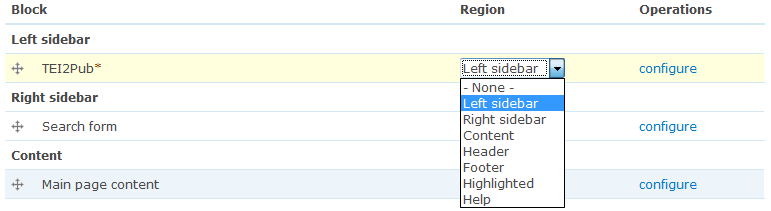 Block Region Operations
Left sidebar
TEI2Pub* Left sidebar configure
- None -
Left sidebar
Right sidebar
Right sidebar
Search form configure
Content
Header
Content
Footer
Main page content Highlighted configure
Help